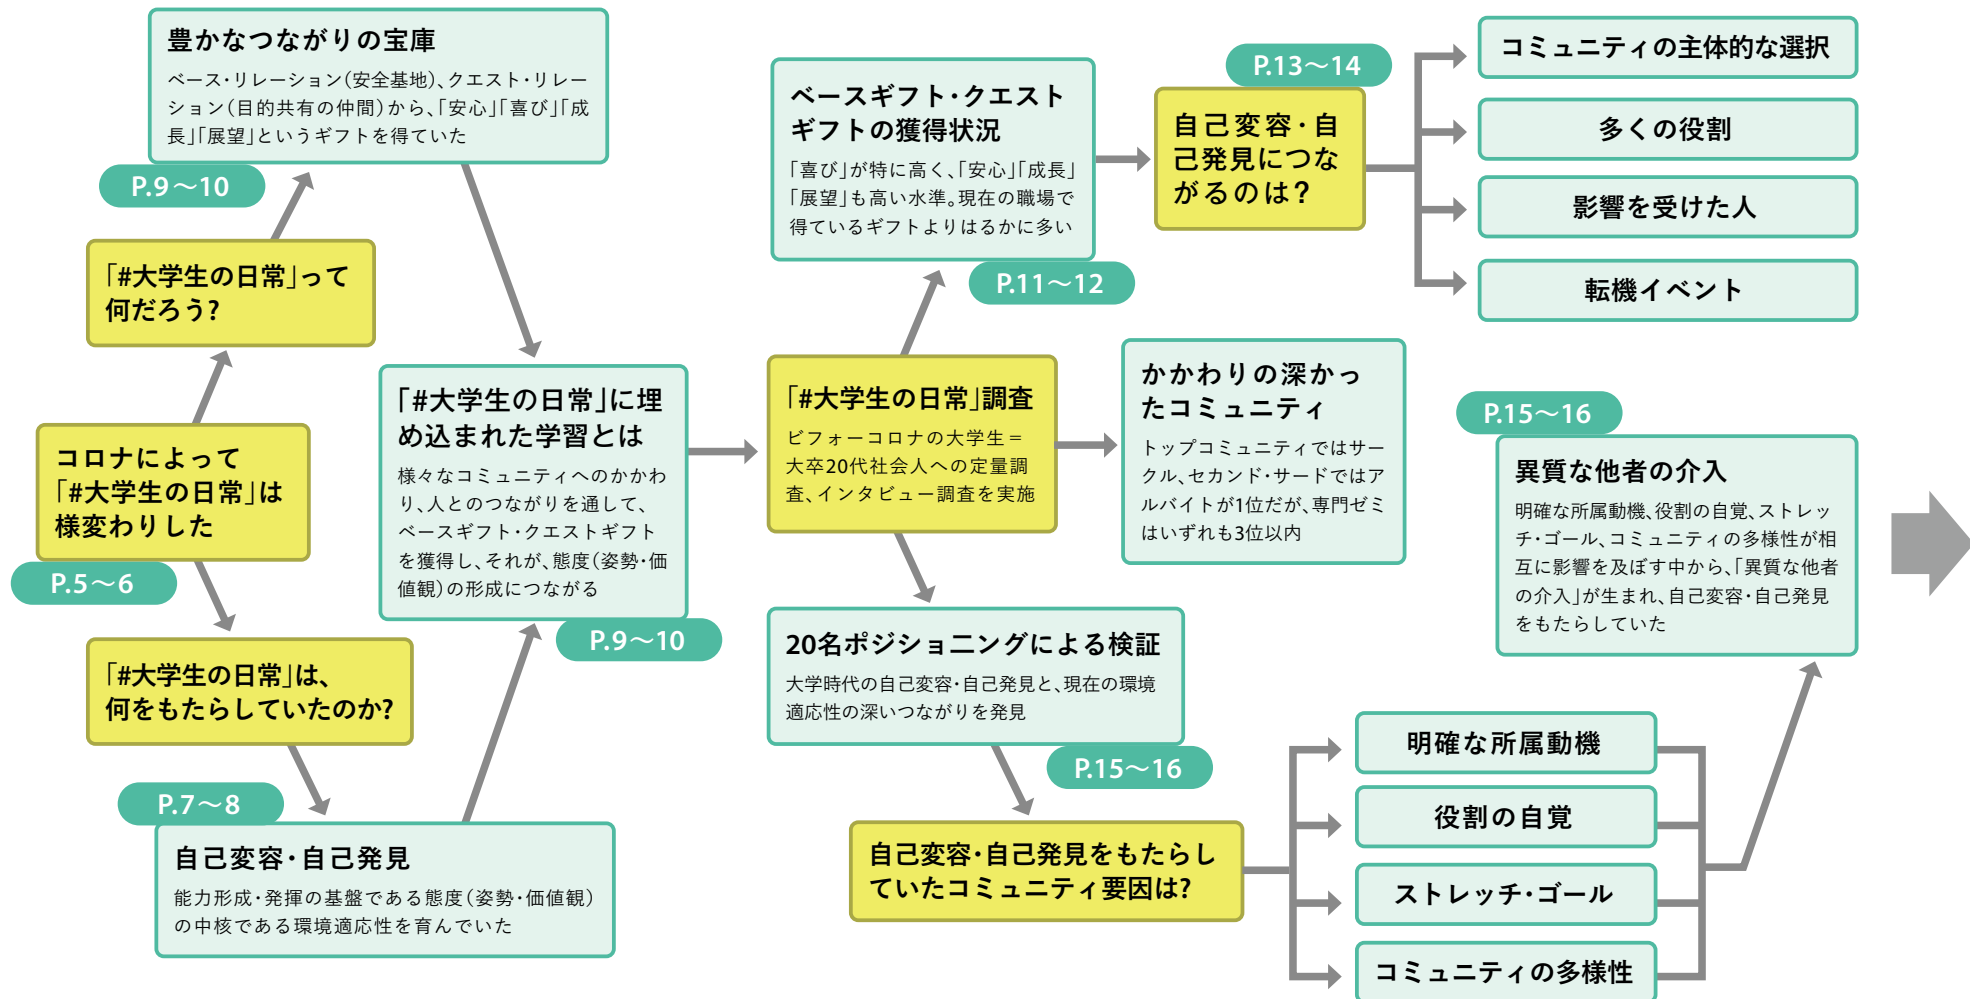 豊かなつながりの宝庫
ベース・リレーション(安全基地)、クエスト・リレー
ション(目的共有の仲間)から、「安心」「喜び」「成
長」「展望」というギフトを得ていた
P.9〜10
「#大学生の日常」って
何だろう?
コロナによって
「#大学生の日常」は
様変わりした
P.5〜6
「#大学生の日常」は、
何をもたらしていたのか?
P.7〜8
自己変容・自己発見
能力形成・発揮の基盤である態度(姿勢・価値観)
の中核である環境適応性を育んでいた
「#大学生の日常」に埋
め込まれた学習とは
様々なコミュニティへのかかわ
り、人とのつながりを通して、
ベースギフト・クエストギフト
を獲得し、それが、態度(姿勢・価
値観)の形成につながる
P.9〜10
ベースギフト・クエスト
ギフトの獲得状況
「喜び」が特に高く、「安心」「成長」
「展望」も高い水準。現在の職場で
得ているギフトよりはるかに多い
P.11〜12
「#大学生の日常」調査
ビフォーコロナの大学生＝
大卒20代社会人への定量調
査、インタビュー調査を実施
かかわりの深かっ
たコミュニティ
トップコミュニティではサー
クル、セカンド・サードではア
ルバイトが1位だが、専門ゼミ
はいずれも3位以内
20名ポジショニングによる検証
大学時代の自己変容・自己発見と、現在の環境
適応性の深いつながりを発見
P.15〜16
P.13〜14
自己変容・自
己発見につな
がるのは?
コミュニティの主体的な選択
多くの役割
影響を受けた人
転機イベント
自己変容・自己発見をもたらし
ていたコミュニティ要因は?
明確な所属動機
役割の自覚
ストレッチ・ゴール
コミュニティの多様性
P.15〜16
異質な他者の介入
明確な所属動機、役割の自覚、ストレッ
チ・ゴール、コミュニティの多様性が相
互に影響を及ぼす中から、「異質な他者
の介入」が生まれ、自己変容・自己発見
をもたらしていた